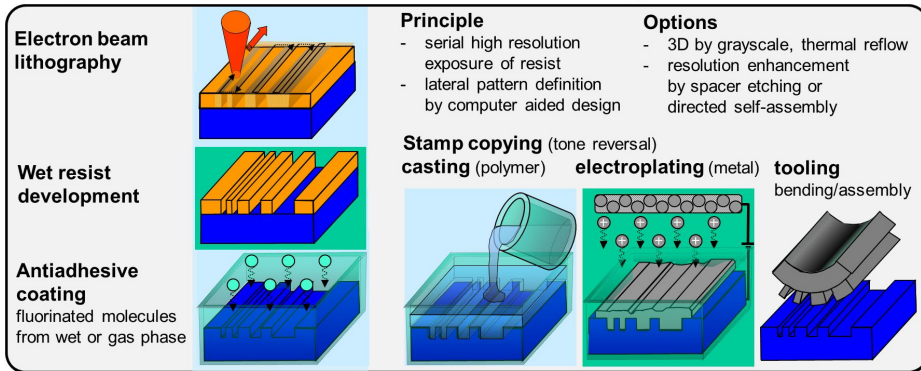 Electron beam
lithography
Principle
- serial high resolution
exposure of resist
- lateral pattern definition
by computer aided design
Options
- 3D by grayscale, thermal reflow
- resolution enhancement
by spacer etching or
directed self-assembly
Wet resist
development
Stamp copying (tone reversal)
casting (polymer)
electroplating (metal)
tooling
bending/assembly
+ + + +
+ + +
Antiadhesive
coating
fluorinated molecules
from wet or gas phase